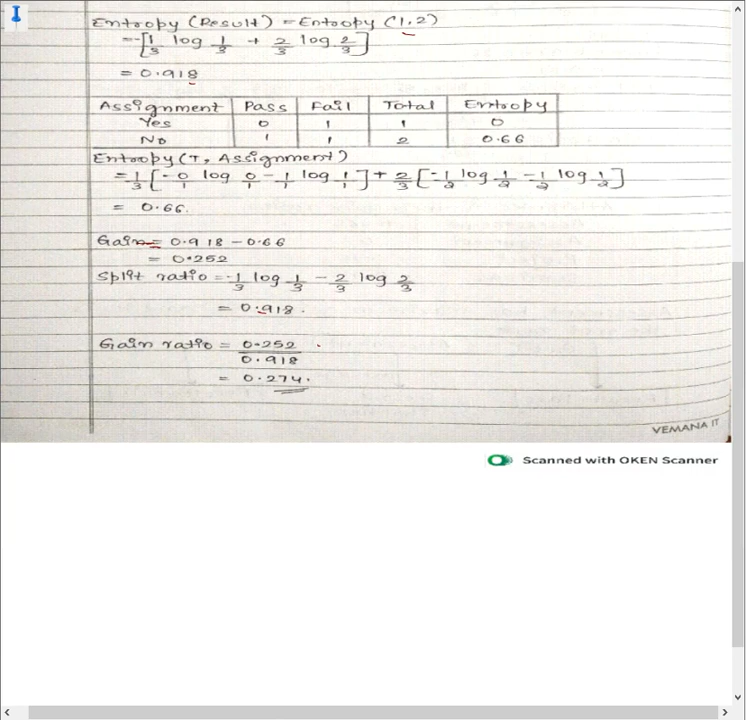 Entropy (Result) = Entropy (1,2)
= -[1/3 log 1/3 + 2/3 log 2/3]
= 0.918
Assignment Pass Fail Total Entropy
Yes 0 1 1 0
No 1 1 2 0.66
Entropy (T, Assignment)
= 1/3 [-0/1 log 0/1 - 1/1 log 1/1] + 2/3 [-1/2 log 1/2 - 1/2 log 1/2]
= 0.66.
Gain = 0.918 - 0.66
= 0.252
Split ratio = -1/3 log 1/3 - 2/3 log 2/3
= 0.918.
Gain ratio = 0.252/0.918
= 0.274.
VEMANA IT
Scanned with OKEN Scanner